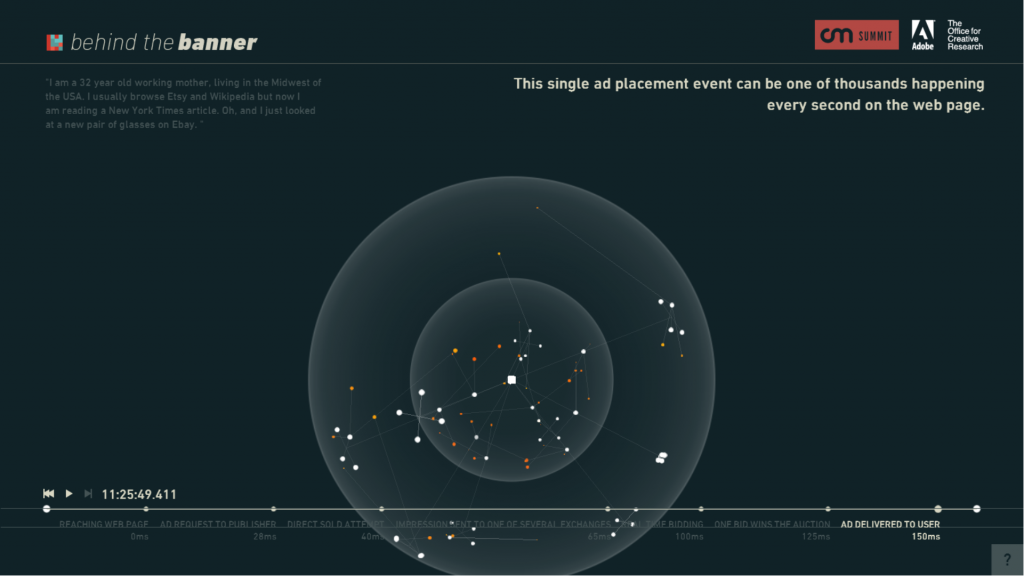 behind the banner
cm SUMMIT
Adobe
The
Office for
Creative
Research
"I am a 32 year old working mother, living in the Midwest of
the USA. I usually browse Etsy and Wikipedia but now I
am reading a New York Times article. Oh, and I just looked
at a new pair of glasses on Ebay. "
This single ad placement event can be one of thousands happening
every second on the web page.
11:25:49.411
REACHING WEB PAGE AD REQUEST TO PUBLISHER DIRECT SOLD ATTEMPT IMPRESSION SENT TO ONE OF SEVERAL EXCHANGES REAL TIME BIDDING ONE BID WINS THE AUCTION AD DELIVERED TO USER
0ms 28ms 40ms 65ms 100ms 125ms 150ms
?